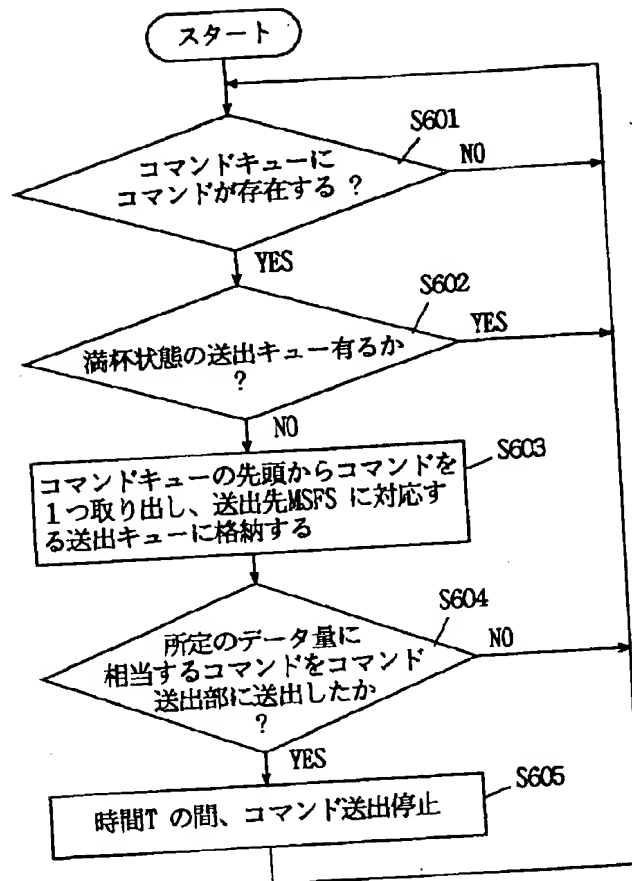 スタート
S601
コマンドキューに
コマンドが存在する ?
NO
YES
S602
満杯状態の送出キュー有るか
?
YES
NO
S603
コマンドキューの先頭からコマンドを
1つ取り出し、送出先MSFS に対応す
る送出キューに格納する
S604
所定のデータ量に
相当するコマンドをコマンド
送出部に送出したか
?
NO
YES
S605
時間T の間、コマンド送出停止